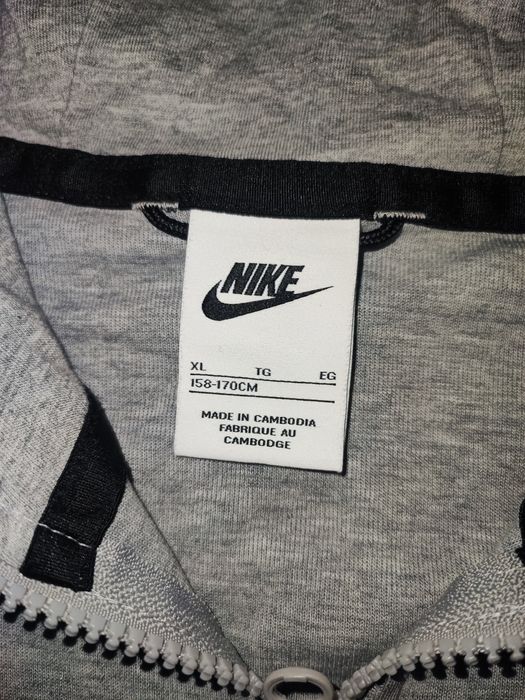 NIKE
XL TG EG
158-170CM
MADE IN CAMBODIA
FABRIQUE AU
CAMBODGE